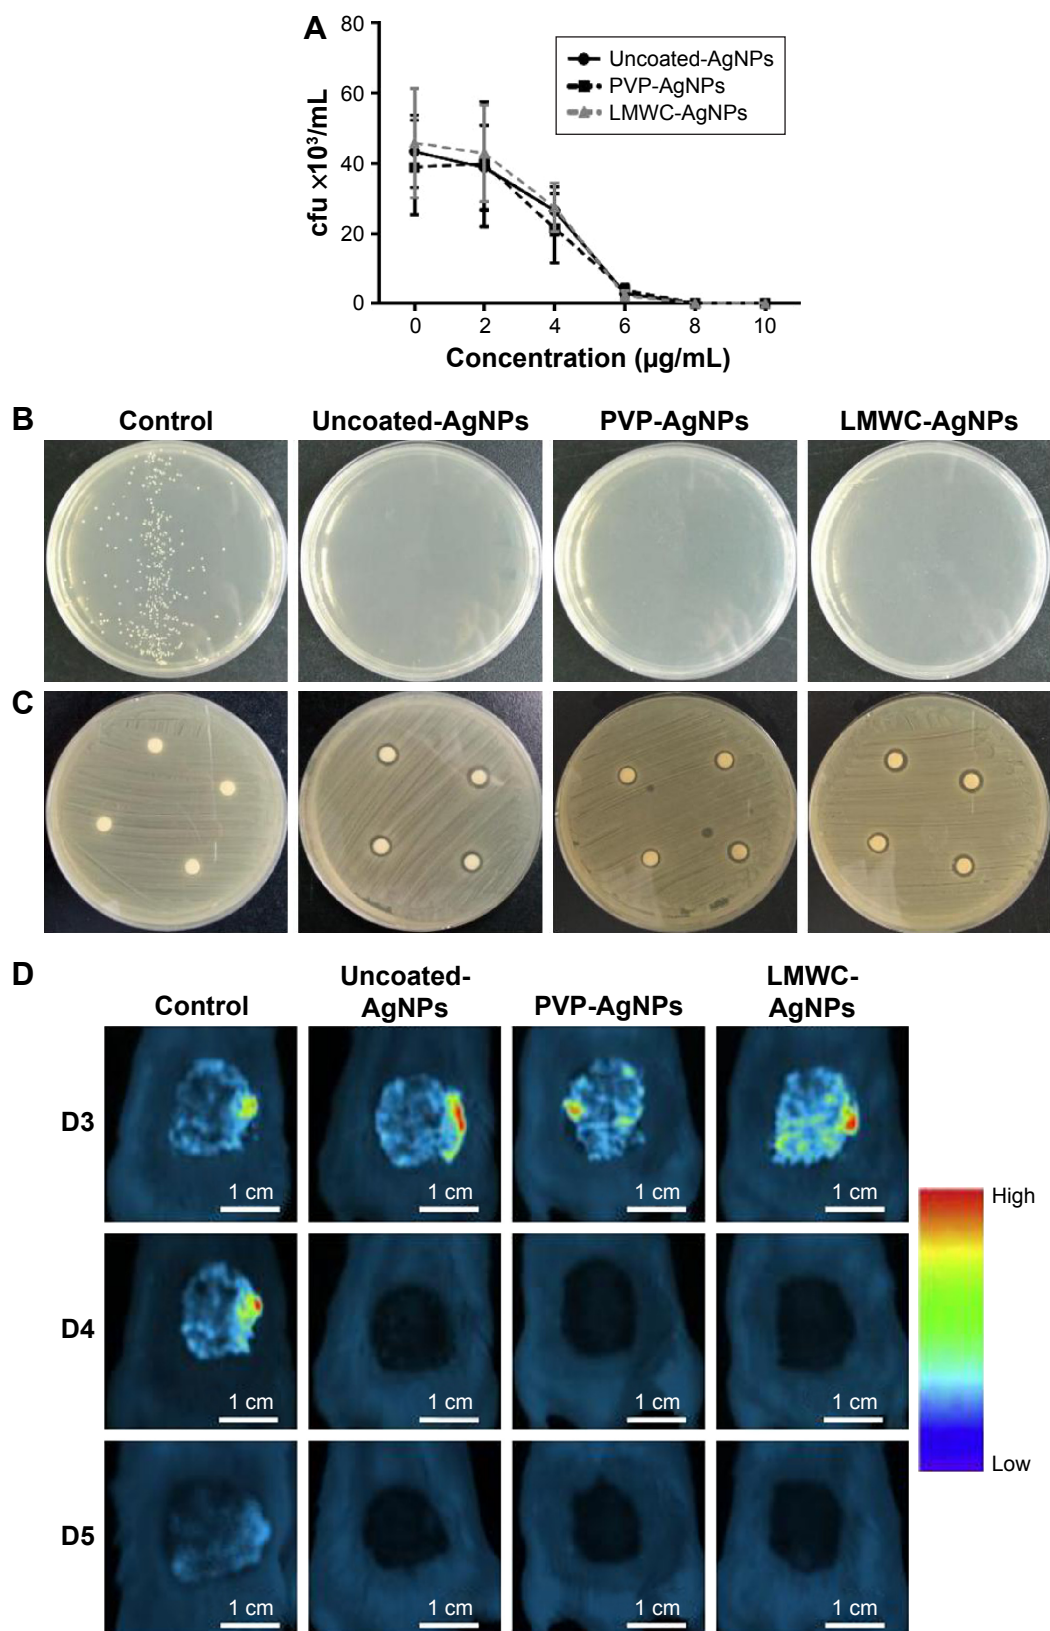 A
80
60
40
20
0
cfu ×10³/mL
Uncoated-AgNPs
PVP-AgNPs
LMWC-AgNPs
0 2 4 6 8 10
Concentration (µg/mL)
B
Control Uncoated-AgNPs PVP-AgNPs LMWC-AgNPs
C
D
Control Uncoated- PVP-AgNPs LMWC-
AgNPs AgNPs
D3
1 cm 1 cm 1 cm 1 cm
High
D4
1 cm 1 cm 1 cm 1 cm
Low
D5
1 cm 1 cm 1 cm 1 cm